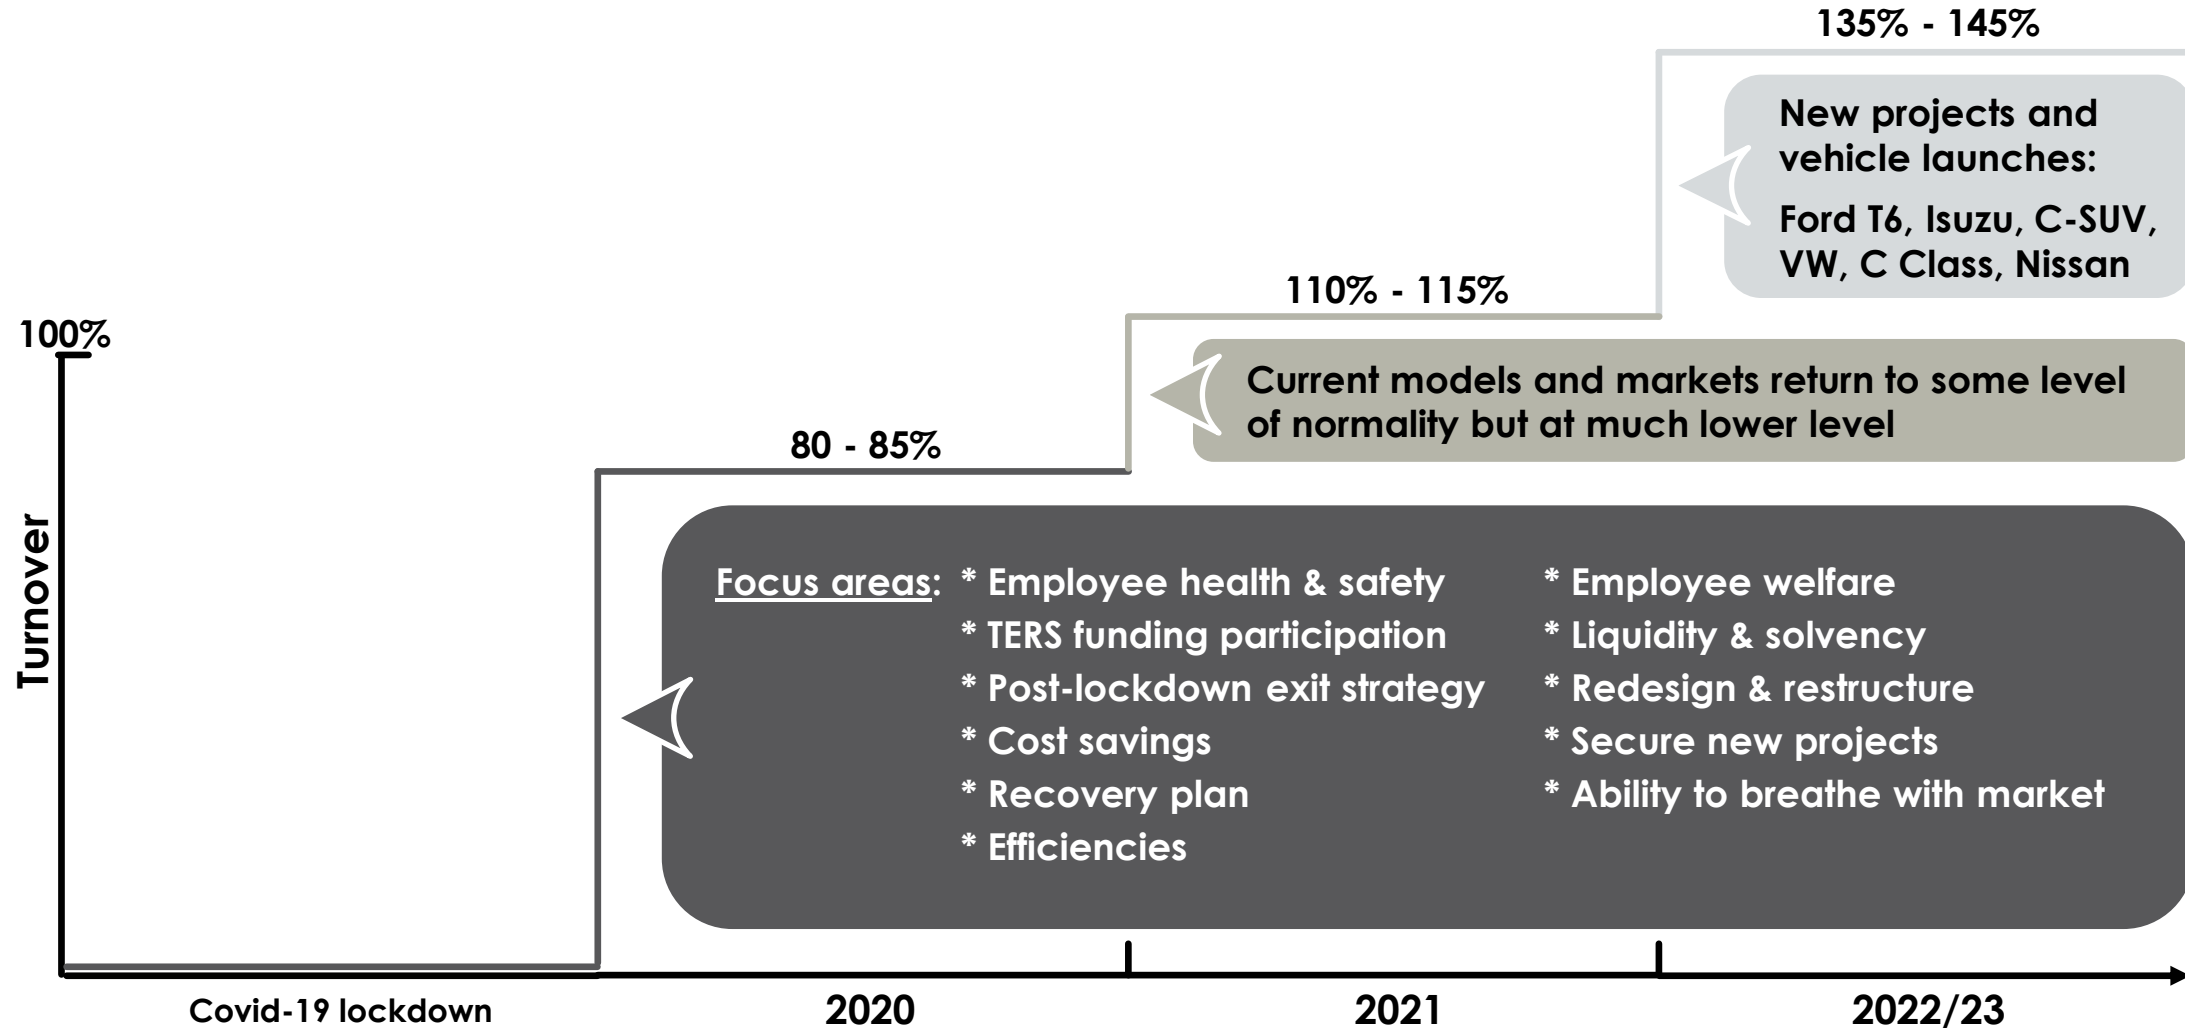 135% - 145%
New projects and
vehicle launches:
Ford T6, Isuzu, C-SUV,
VW, C Class, Nissan
110% - 115%
100%
Current models and markets return to some level
of normality but at much lower level
80 - 85%
Turnover
Focus areas: * Employee health & safety
* TERS funding participation
* Post-lockdown exit strategy
* Cost savings
* Recovery plan
* Efficiencies
* Employee welfare
* Liquidity & solvency
* Redesign & restructure
* Secure new projects
* Ability to breathe with market
Covid-19 lockdown
2020
2021
2022/23